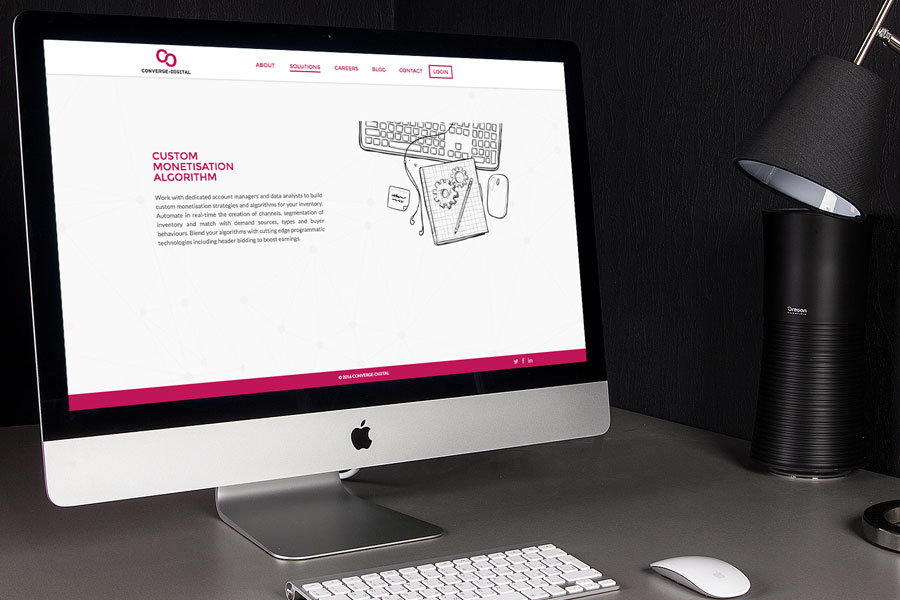 CONVERGE-DIGITAL
ABOUT SOLUTIONS CAREERS BLOG CONTACT LOGIN
CUSTOM
MONETISATION
ALGORITHM
Work with dedicated account managers and data analysts to build
custom monetisation strategies and algorithms for your inventory.
Automate in real-time the creation of channels, segmentation of
inventory and match with demand sources, types and buyer
behaviours. Blend your algorithms with cutting edge programmatic
technologies including header bidding to boost earnings.
© 2016 CONVERGE-DIGITAL
Oregon